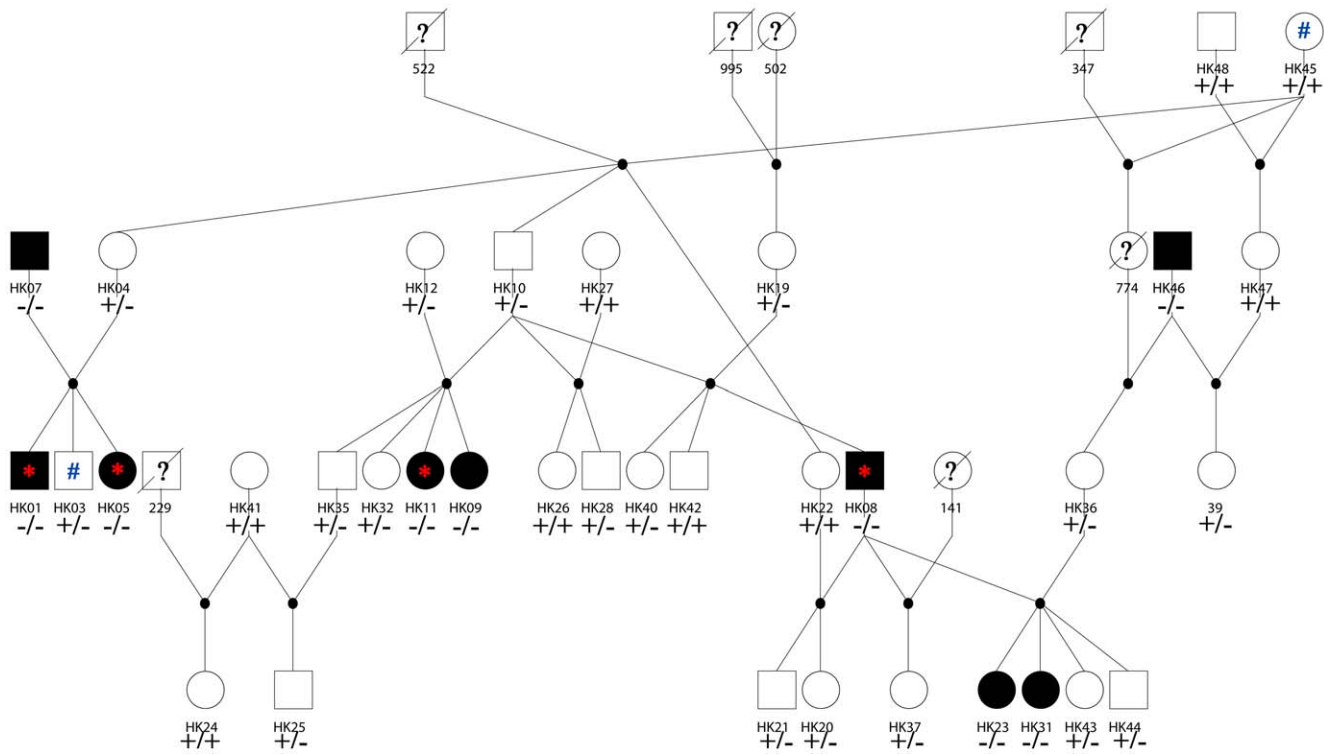 ? ? ? ? #
522 995 502 347 HK48 HK45
+/+ +/+
?
HK07 HK04 HK12 HK10 HK27 HK19 774 HK46 HK47
-/- +/- +/- +/- +/+ +/- -/- +/+
* # * ? * * ?
HK01 HK03 HK05 229 HK41 HK35 HK32 HK11 HK09 HK26 HK28 HK40 HK42 HK22 HK08 141 HK36 39
-/- +/- -/- +/+ +/- +/- -/- -/- +/+ +/- +/- +/+ +/+ -/- +/- +/-
HK24 HK25 HK21 HK20 HK37 HK23 HK31 HK43 HK44
+/+ +/- +/- +/- +/- -/- -/- +/- +/-